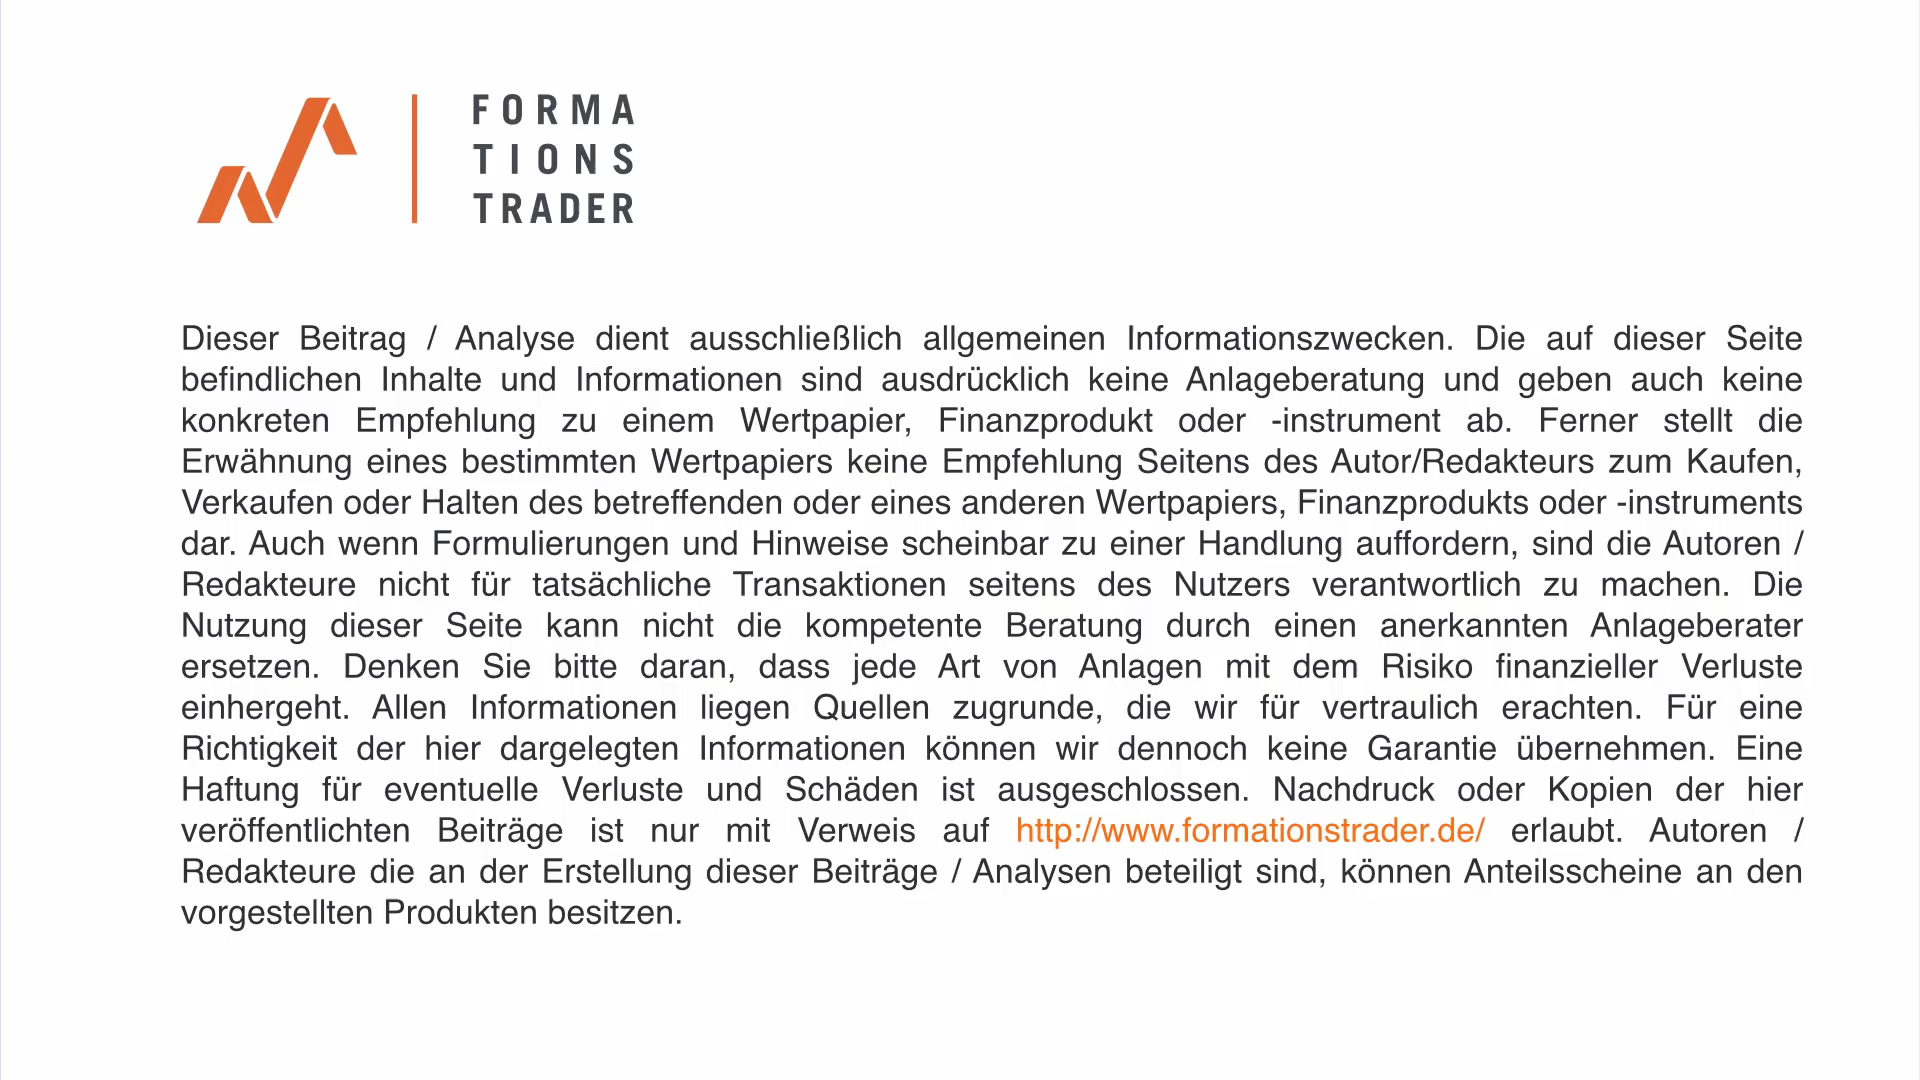 FORMA
TIONS
TRADER
Dieser Beitrag / Analyse dient ausschließlich allgemeinen Informationszwecken. Die auf dieser Seite
befindlichen Inhalte und Informationen sind ausdrücklich keine Anlageberatung und geben auch keine
konkreten Empfehlung zu einem Wertpapier, Finanzprodukt oder -instrument ab. Ferner stellt die
Erwähnung eines bestimmten Wertpapiers keine Empfehlung Seitens des Autor/Redakteurs zum Kaufen,
Verkaufen oder Halten des betreffenden oder eines anderen Wertpapiers, Finanzprodukts oder -instruments
dar. Auch wenn Formulierungen und Hinweise scheinbar zu einer Handlung auffordern, sind die Autoren /
Redakteure nicht für tatsächliche Transaktionen seitens des Nutzers verantwortlich zu machen. Die
Nutzung dieser Seite kann nicht die kompetente Beratung durch einen anerkannten Anlageberater
ersetzen. Denken Sie bitte daran, dass jede Art von Anlagen mit dem Risiko finanzieller Verluste
einhergeht. Allen Informationen liegen Quellen zugrunde, die wir für vertraulich erachten. Für eine
Richtigkeit der hier dargelegten Informationen können wir dennoch keine Garantie übernehmen. Eine
Haftung für eventuelle Verluste und Schäden ist ausgeschlossen. Nachdruck oder Kopien der hier
veröffentlichten Beiträge ist nur mit Verweis auf http://www.formationstrader.de/ erlaubt. Autoren /
Redakteure die an der Erstellung dieser Beiträge / Analysen beteiligt sind, können Anteilsscheine an den
vorgestellten Produkten besitzen.